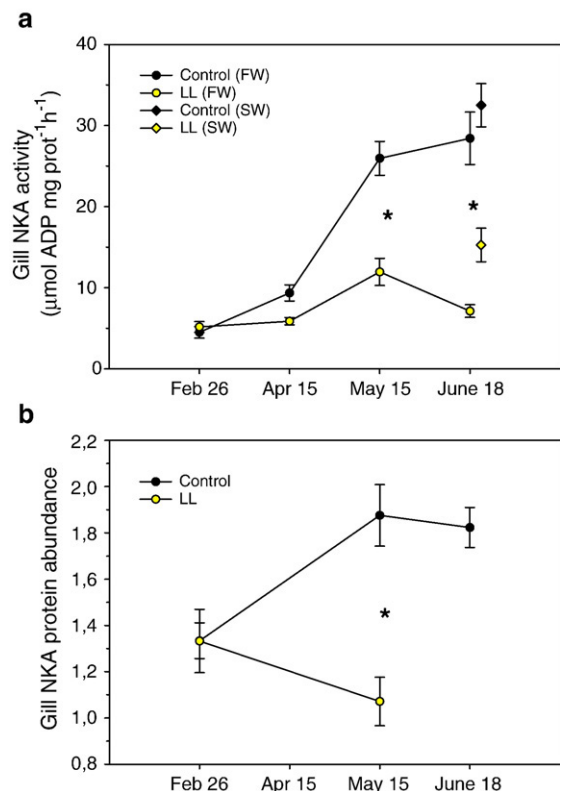 a
40
30
20
10
0
Gill NKA activity
(μmol ADP mg prot⁻¹h⁻¹)
Control (FW)
LL (FW)
Control (SW)
LL (SW)
*
*
Feb 26 Apr 15 May 15 June 18
b
2,2
2,0
1,8
1,6
1,4
1,2
1,0
0,8
Gill NKA protein abundance
Control
LL
*
Feb 26 Apr 15 May 15 June 18